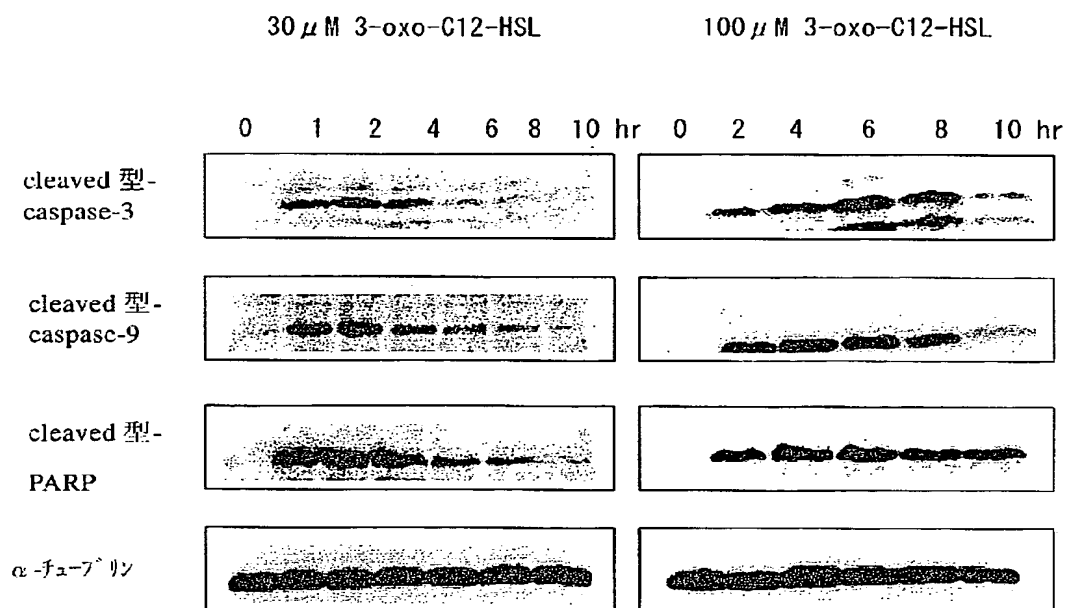 30 μM 3-oxo-C12-HSL
100 μM 3-oxo-C12-HSL
0 1 2 4 6 8 10 hr
0 2 4 6 8 10 hr
cleaved 型-
caspase-3
cleaved 型-
caspase-9
cleaved 型-
PARP
α-チューブリン